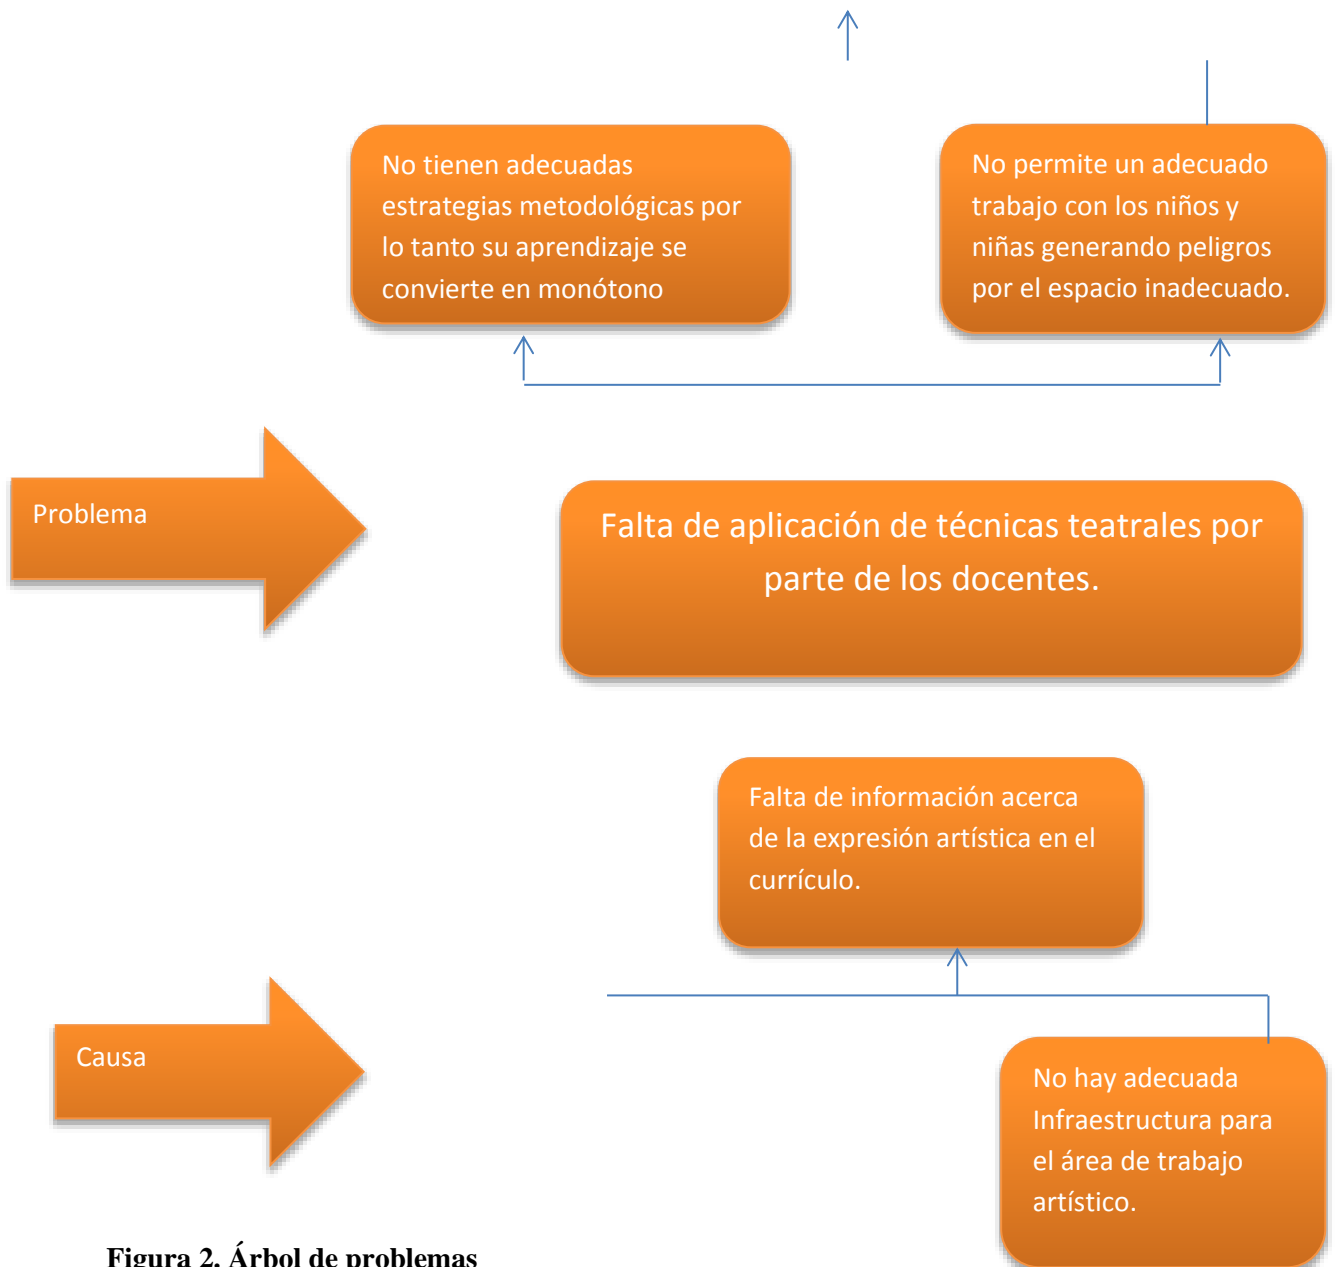 No tienen adecuadas
estrategias metodológicas por
lo tanto su aprendizaje se
convierte en monótono
No permite un adecuado
trabajo con los niños y
niñas generando peligros
por el espacio inadecuado.
Problema
Falta de aplicación de técnicas teatrales por
parte de los docentes.
Falta de información acerca
de la expresión artística en el
currículo.
Causa
No hay adecuada
Infraestructura para
el área de trabajo
artístico.
Figura 2. Árbol de problemas